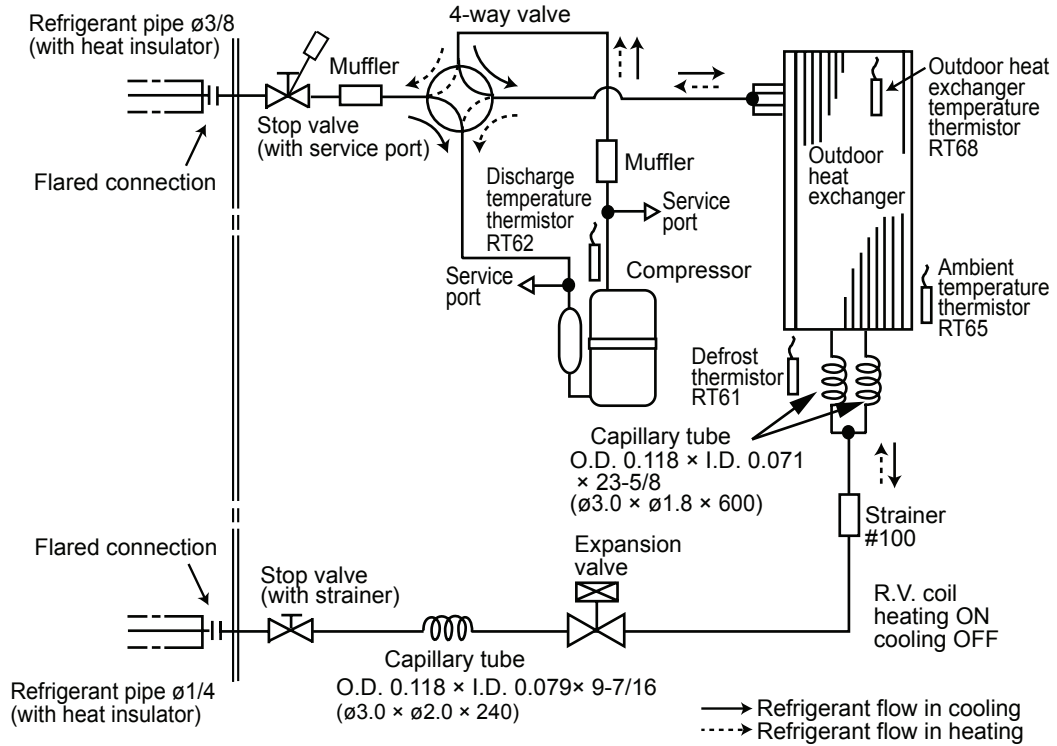 Refrigerant pipe ø3/8
(with heat insulator)
4-way valve
Muffler
Stop valve
(with service port)
Flared connection
Outdoor heat
exchanger
temperature
thermistor
RT68
Outdoor
heat
exchanger
Muffler
Discharge
temperature
thermistor
RT62
Service
port
Service
port
Compressor
Ambient
temperature
thermistor
RT65
Defrost
thermistor
RT61
Capillary tube
O.D. 0.118 × I.D. 0.071
× 23-5/8
(ø3.0 × ø1.8 × 600)
Strainer
#100
Flared connection
Stop valve
(with strainer)
Expansion
valve
R.V. coil
heating ON
cooling OFF
Capillary tube
O.D. 0.118 × I.D. 0.079× 9-7/16
(ø3.0 × ø2.0 × 240)
Refrigerant pipe ø1/4
(with heat insulator)
Refrigerant flow in cooling
Refrigerant flow in heating